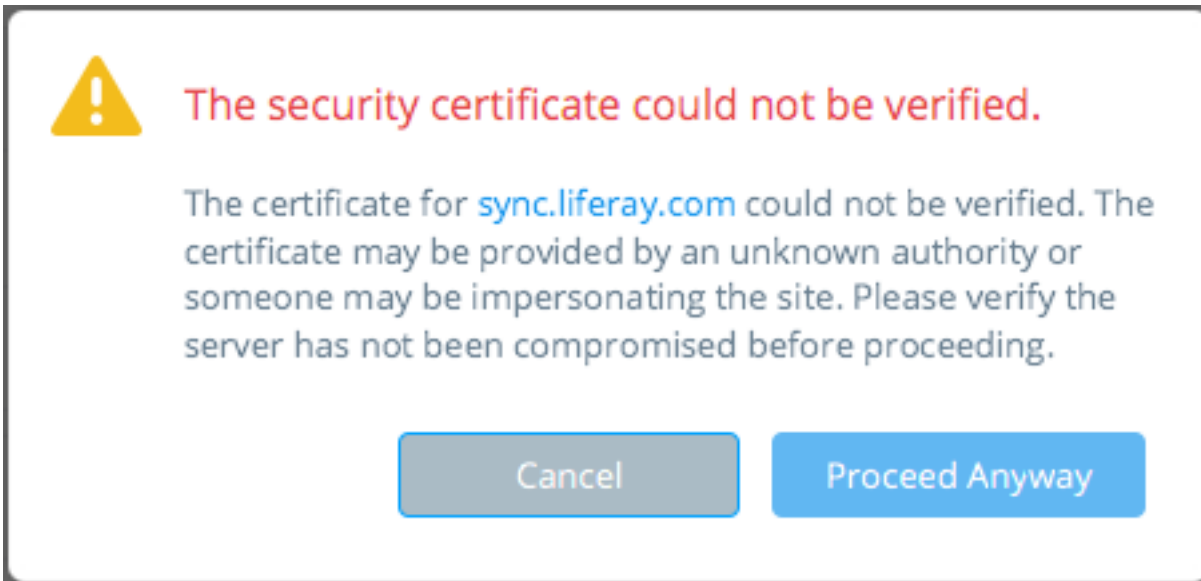 The security certificate could not be verified.
The certificate for sync.liferay.com could not be verified. The
certificate may be provided by an unknown authority or
someone may be impersonating the site. Please verify the
server has not been compromised before proceeding.
Cancel
Proceed Anyway